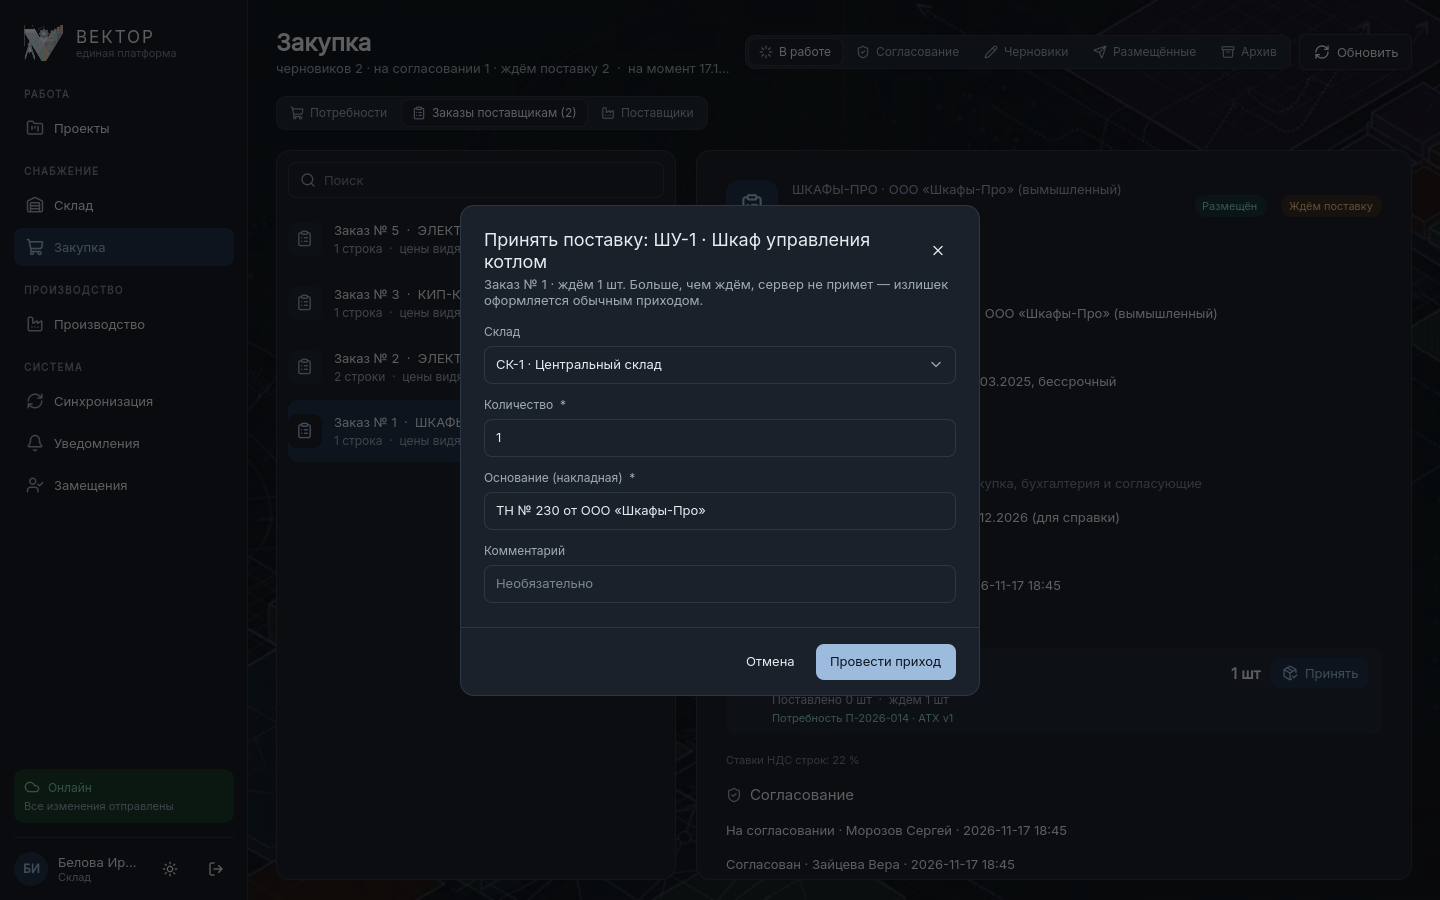 ВЕКТОР
единая платформа
РАБОТА
Проекты
СНАБЖЕНИЕ
Склад
Закупка
ПРОИЗВОДСТВО
Производство
СИСТЕМА
Синхронизация
Уведомления
Замещения
Онлайн
Все изменения отправлены
БИ
Белова Ир...
Склад
Закупка
черновиков 2 · на согласовании 1 · ждём поставку 2 · на момент 17.1...
В работе
Согласование
Черновики
Размещённые
Архив
Обновить
Потребности
Заказы поставщикам (2)
Поставщики
Поиск
Заказ № 5 · ЭЛЕКТ
1 строка · цены видя
Заказ № 3 · КИП-К
1 строка · цены видя
Заказ № 2 · ЭЛЕКТ
2 строки · цены видя
Заказ № 1 · ШКАФЫ
1 строка · цены видя
ШКАФЫ-ПРО · ООО «Шкафы-Про» (вымышленный)
Размещён
Ждём поставку
ООО «Шкафы-Про» (вымышленный)
03.2025, бессрочный
купка, бухгалтерия и согласующие
12.2026 (для справки)
6-11-17 18:45
1 шт
Принять
Поставлено 0 шт · ждём 1 шт
Потребность П-2026-014 · АТХ v1
Ставки НДС строк: 22 %
Согласование
На согласовании · Морозов Сергей · 2026-11-17 18:45
Согласован · Зайцева Вера · 2026-11-17 18:45
Принять поставку: ШУ-1 · Шкаф управления
котлом
Заказ № 1 · ждём 1 шт. Больше, чем ждём, сервер не примет — излишек
оформляется обычным приходом.
Склад
СК-1 · Центральный склад
Количество *
1
Основание (накладная) *
ТН № 230 от ООО «Шкафы-Про»
Комментарий
Необязательно
Отмена
Провести приход